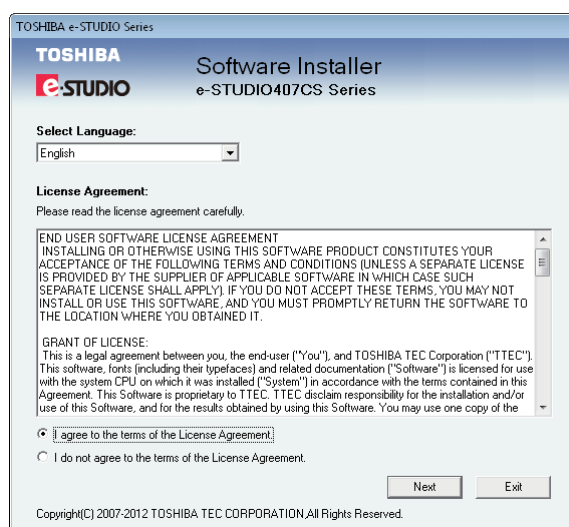 TOSHIBA e-STUDIO Series
TOSHIBA
e-STUDIO
Software Installer
e-STUDIO407CS Series
Select Language:
English
License Agreement:
Please read the license agreement carefully.
END USER SOFTWARE LICENSE AGREEMENT
INSTALLING OR OTHERWISE USING THIS SOFTWARE PRODUCT CONSTITUTES YOUR
ACCEPTANCE OF THE FOLLOWING TERMS AND CONDITIONS (UNLESS A SEPARATE LICENSE
IS PROVIDED BY THE SUPPLIER OF APPLICABLE SOFTWARE IN WHICH CASE SUCH
SEPARATE LICENSE SHALL APPLY). IF YOU DO NOT ACCEPT THESE TERMS, YOU MAY NOT
INSTALL OR USE THIS SOFTWARE, AND YOU MUST PROMPTLY RETURN THE SOFTWARE TO
THE LOCATION WHERE YOU OBTAINED IT.
GRANT OF LICENSE:
This is a legal agreement between you, the end-user ("You"), and TOSHIBA TEC Corporation ("TTEC").
This software, fonts (including their typefaces) and related documentation ("Software") is licensed for use
with the system CPU on which it was installed ("System") in accordance with the terms contained in this
Agreement. This Software is proprietary to TTEC. TTEC disclaim responsibility for the installation and/or
use of this Software, and for the results obtained by using this Software. You may use one copy of the
I agree to the terms of the License Agreement.
I do not agree to the terms of the License Agreement.
Next
Exit
Copyright(C) 2007-2012 TOSHIBA TEC CORPORATION,All Rights Reserved.